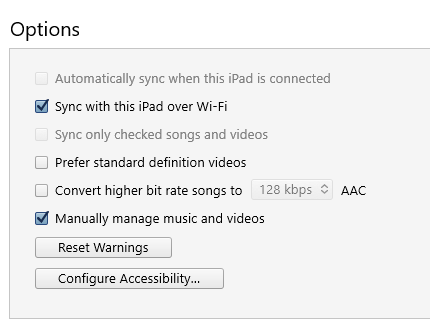 Options
Automatically sync when this iPad is connected
Sync with this iPad over Wi-Fi
Sync only checked songs and videos
Prefer standard definition videos
Convert higher bit rate songs to 128 kbps AAC
Manually manage music and videos
Reset Warnings
Configure Accessibility...